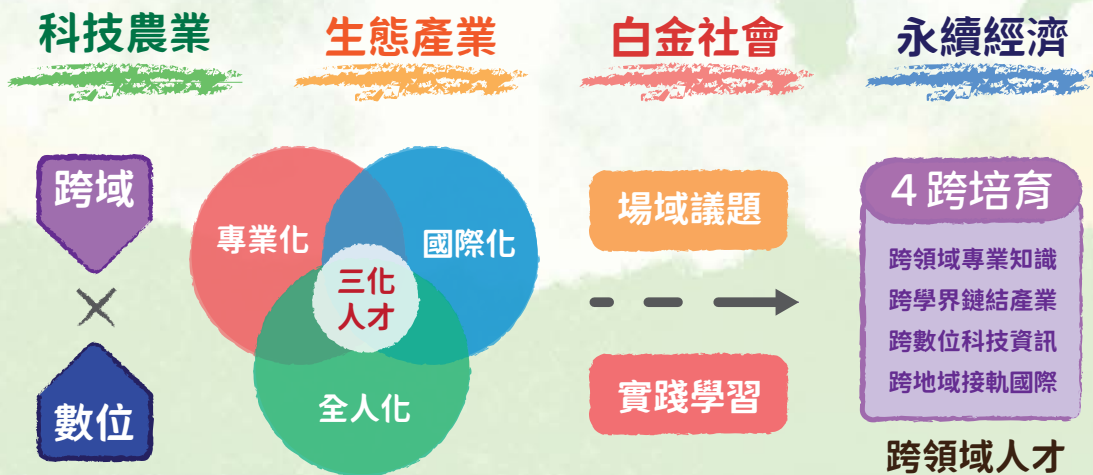 科技農業
生態產業
白金社會
永續經濟
跨域
數位
專業化
國際化
三化
人才
全人化
場域議題
實踐學習
4 跨培育
跨領域專業知識
跨學界鏈結產業
跨數位科技資訊
跨地域接軌國際
跨領域人才